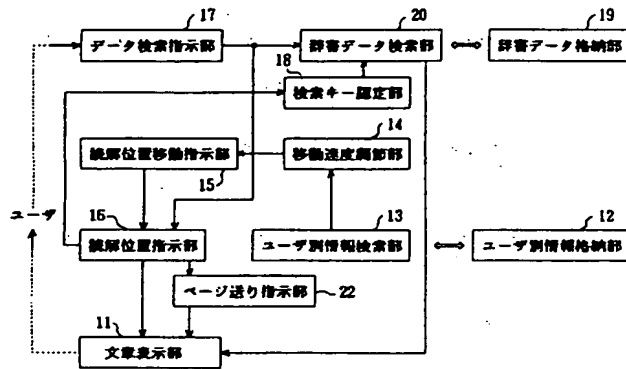 17
データ検索指示部
20
辞書データ検索部
19
辞書データ格納部
18
検索キー認定部
14
読解位置移動指示部
移動速度調節部
15
ユーザ
16
読解位置指示部
13
ユーザ別情報検索部
12
ユーザ別情報格納部
ページ送り指示部
22
11
文章表示部